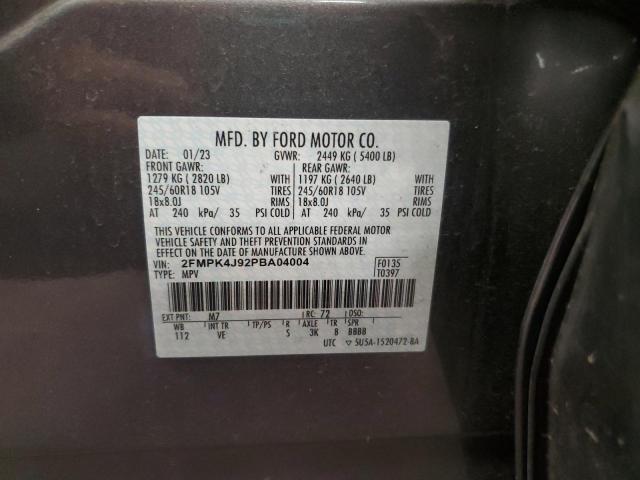 MFD. BY FORD MOTOR CO.
DATE: 01/23 GVWR: 2449 KG ( 5400 LB)
FRONT GAWR: REAR GAWR:
1279 KG ( 2820 LB) WITH 1197 KG ( 2640 LB) WITH
245/60R18 105V TIRES 245/60R18 105V TIRES
18x8.0J RIMS 18x8.0J RIMS
AT 240 kPa/ 35 PSI COLD AT 240 kPa/ 35 PSI COLD
THIS VEHICLE CONFORMS TO ALL APPLICABLE FEDERAL MOTOR
VEHICLE SAFETY AND THEFT PREVENTION STANDARDS IN
EFFECT ON THE DATE OF MANUFACTURE SHOWN ABOVE.
VIN: 2FMPK4J92PBA04004 F0135
TYPE: MPV T0397
EXT PNT: M7 RC: 72 DSO:
WB INT TR TP/PS R AXLE TR SPR
112 VE S 3K B BBBB
UTC ▽ 5U5A-1520472-BA